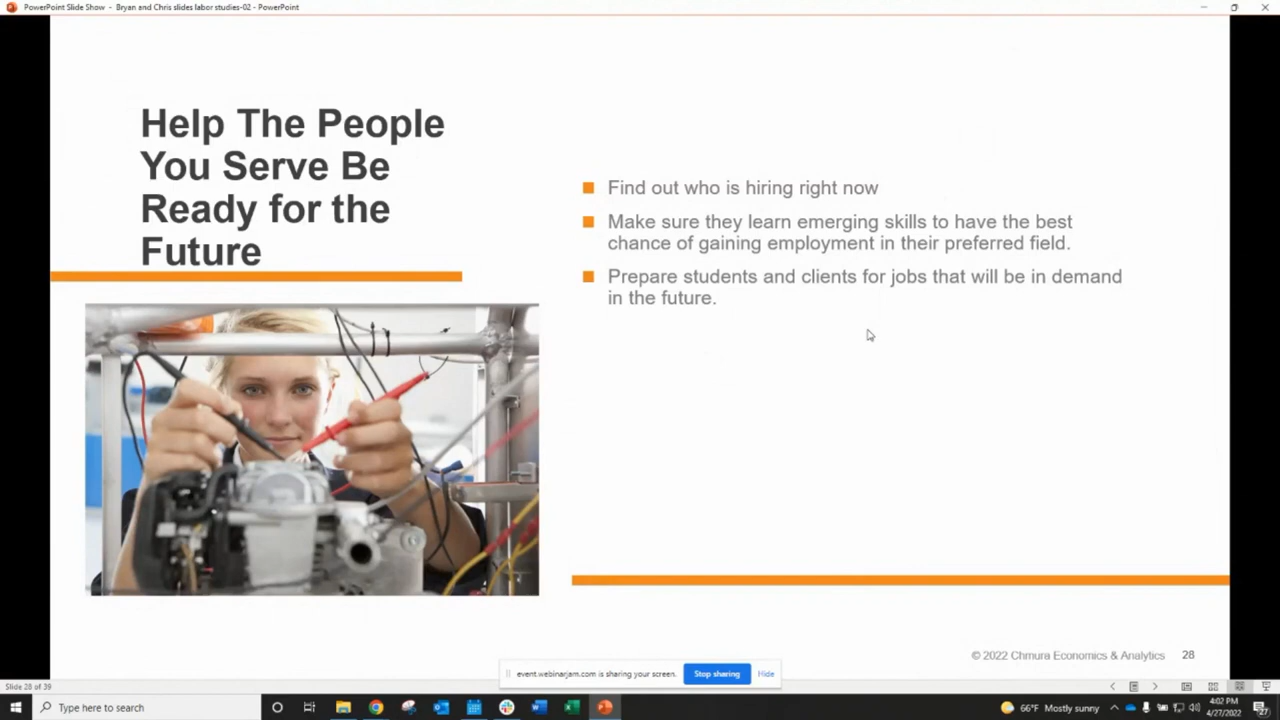 PowerPoint Slide Show - Bryan and Chris slides labor studies-02 - PowerPoint
Help The People
You Serve Be
Ready for the
Future
Find out who is hiring right now
Make sure they learn emerging skills to have the best
chance of gaining employment in their preferred field.
Prepare students and clients for jobs that will be in demand
in the future.
© 2022 Chmura Economics & Analytics 28
event.webinarjam.com is sharing your screen. Stop sharing Hide
Slide 28 of 39
Type here to search
66°F Mostly sunny
4:02 PM
4/27/2022
27